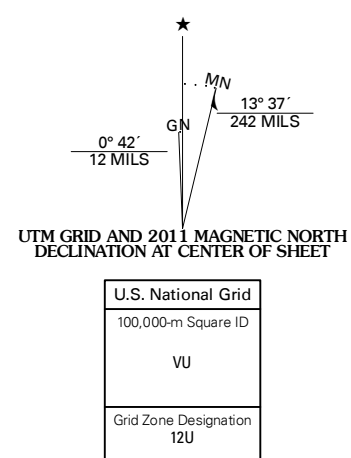 ★
MN
13° 37´
242 MILS
GN
0° 42´
12 MILS
UTM GRID AND 2011 MAGNETIC NORTH
DECLINATION AT CENTER OF SHEET
U.S. National Grid
100,000-m Square ID
VU
Grid Zone Designation
12U